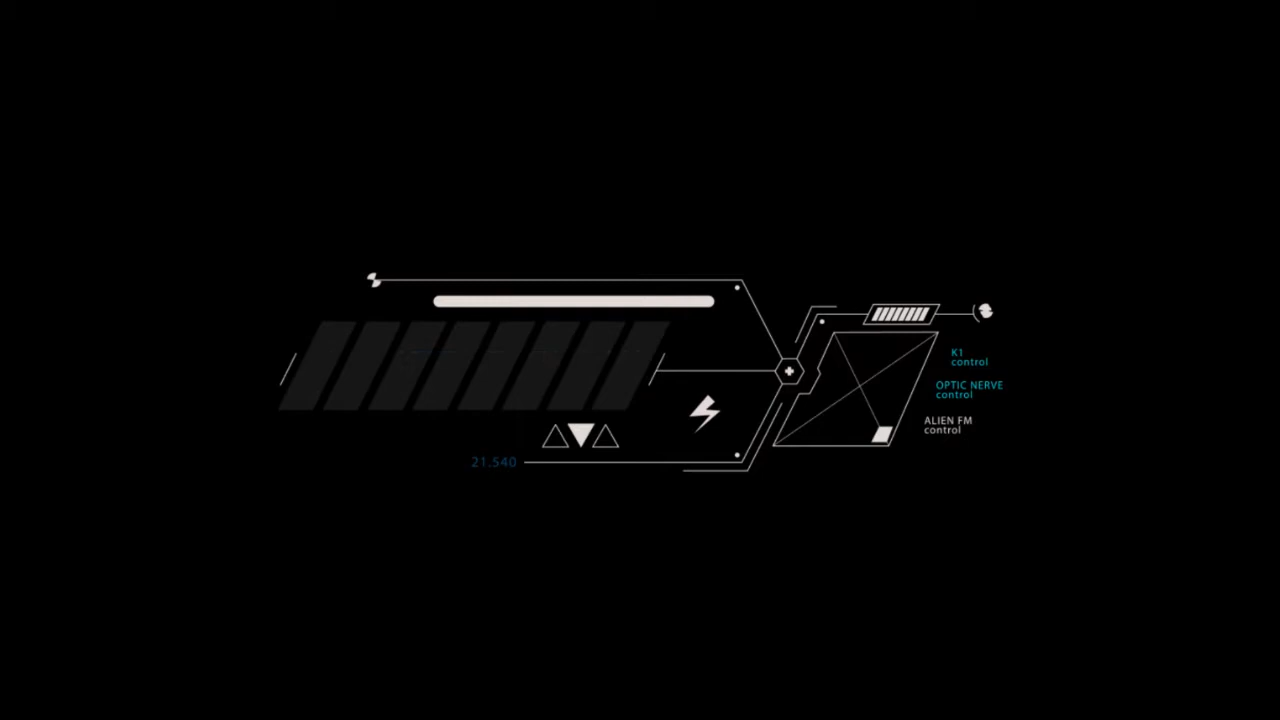 K1
control
OPTIC NERVE
control
ALIEN FM
control
21.540